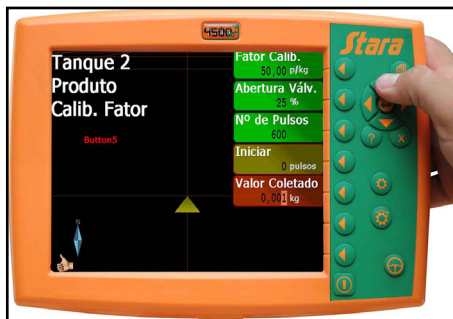 4500
Stara
Tanque 2
Produto
Calib. Fator
Button5
Fator Calib.
50,00 p/kg
Abertura Válv.
25 %
Nº de Pulsos
600
Iniciar
0 pulsos
Valor Coletado
0,001 kg
N
?
X